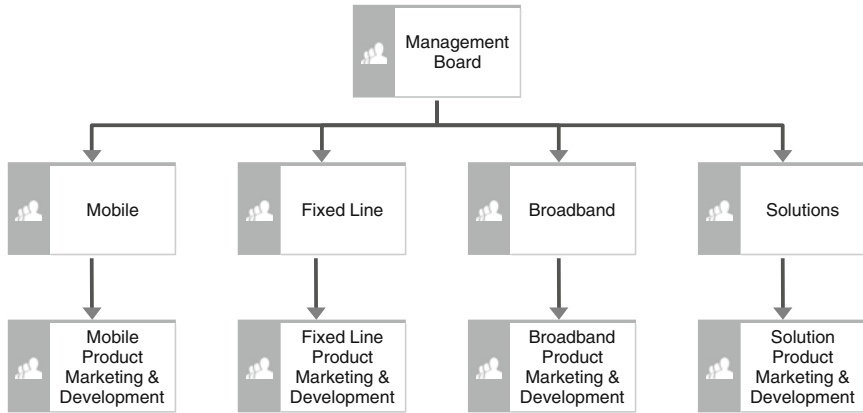 Management
Board
Mobile
Fixed Line
Broadband
Solutions
Mobile
Product
Marketing &
Development
Fixed Line
Product
Marketing &
Development
Broadband
Product
Marketing &
Development
Solution
Product
Marketing &
Development